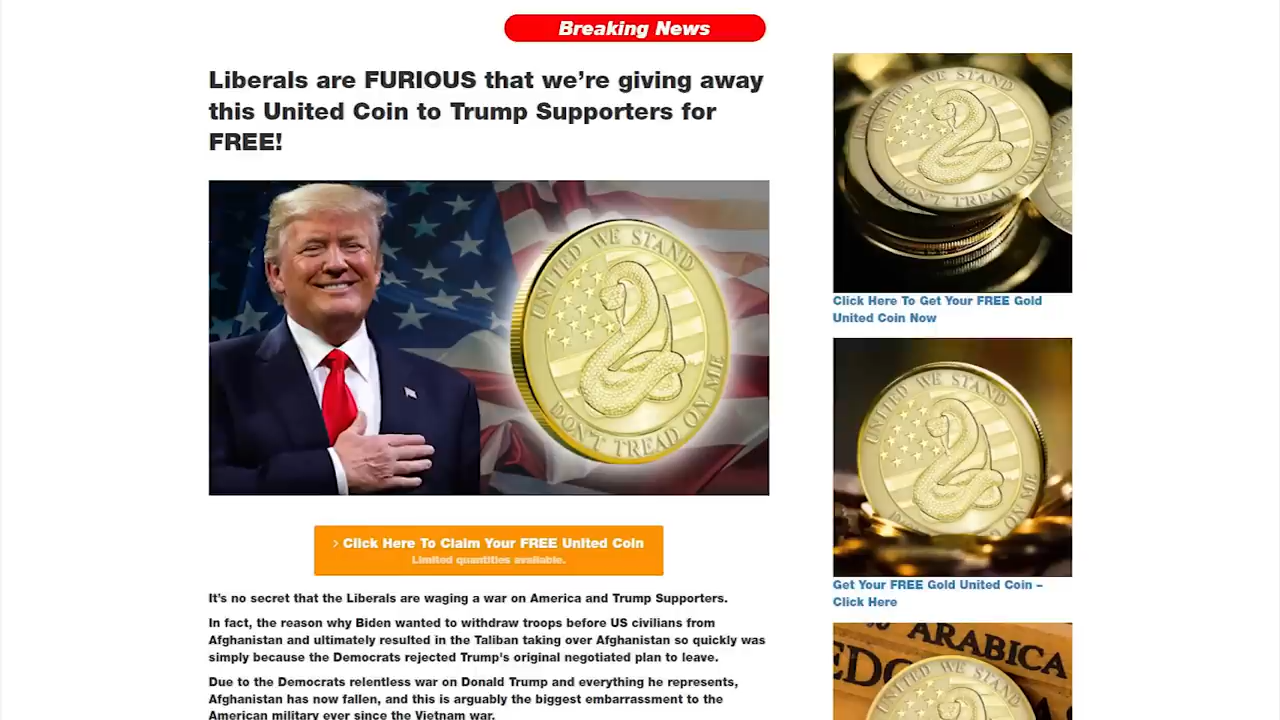 Breaking News
Liberals are FURIOUS that we're giving away
this United Coin to Trump Supporters for
FREE!
UNITED WE STAND
DON'T TREAD ON ME
> Click Here To Claim Your FREE United Coin
Limited quantities available.
It's no secret that the Liberals are waging a war on America and Trump Supporters.
In fact, the reason why Biden wanted to withdraw troops before US civilians from
Afghanistan and ultimately resulted in the Taliban taking over Afghanistan so quickly was
simply because the Democrats rejected Trump's original negotiated plan to leave.
Due to the Democrats relentless war on Donald Trump and everything he represents,
Afghanistan has now fallen, and this is arguably the biggest embarrassment to the
American military ever since the Vietnam war.
UNITED WE STAND
DON'T TREAD ON ME
Click Here To Get Your FREE Gold
United Coin Now
UNITED WE STAND
DON'T TREAD ON ME
Get Your FREE Gold United Coin –
Click Here
ARABICA
UNITED WE STAND